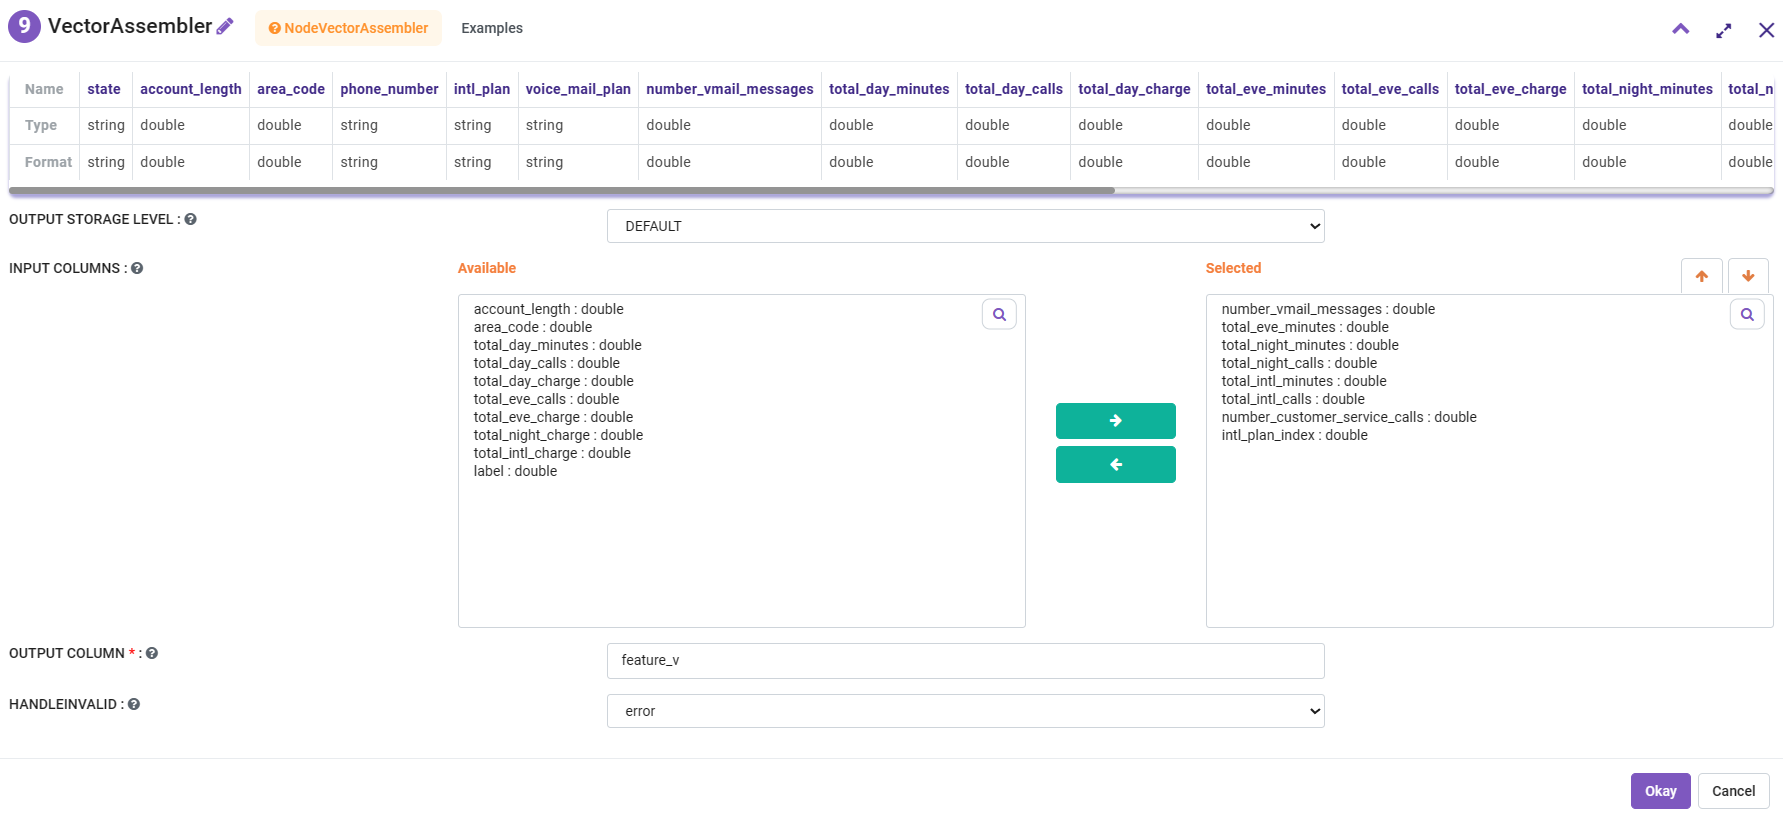 9 VectorAssembler NodeVectorAssembler Examples
Name state account_length area_code phone_number intl_plan voice_mail_plan number_vmail_messages total_day_minutes total_day_calls total_day_charge total_eve_minutes total_eve_calls total_eve_charge total_night_minutes total_n
Type string double double string string string double double double double double double double double double
Format string double double string string string double double double double double double double double double
OUTPUT STORAGE LEVEL :
DEFAULT
INPUT COLUMNS :
Available
account_length : double
area_code : double
total_day_minutes : double
total_day_calls : double
total_day_charge : double
total_eve_calls : double
total_eve_charge : double
total_night_charge : double
total_intl_charge : double
label : double
Selected
number_vmail_messages : double
total_eve_minutes : double
total_night_minutes : double
total_night_calls : double
total_intl_minutes : double
total_intl_calls : double
number_customer_service_calls : double
intl_plan_index : double
OUTPUT COLUMN * :
feature_v
HANDLEINVALID :
error
Okay Cancel